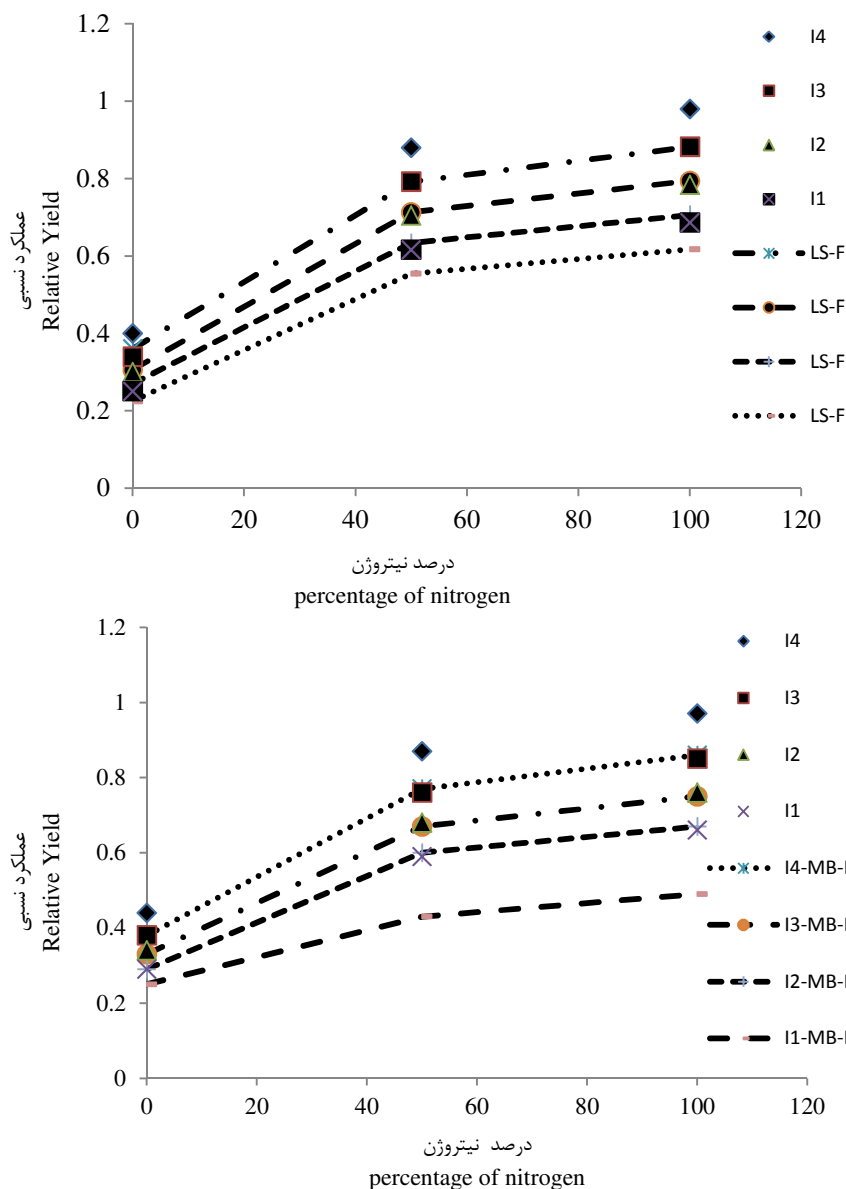 1.2
1
0.8
0.6
0.4
0.2
0
0 20 40 60 80 100 120
عملکرد نسبی
Relative Yield
درصد نیتروژن
percentage of nitrogen
I4
I3
I2
I1
LS-F
LS-F
LS-F
LS-F
1.2
1
0.8
0.6
0.4
0.2
0
0 20 40 60 80 100 120
عملکرد نسبی
Relative Yield
درصد نیتروژن
percentage of nitrogen
I4
I3
I2
I1
I4-MB-
I3-MB-
I2-MB-
I1-MB-